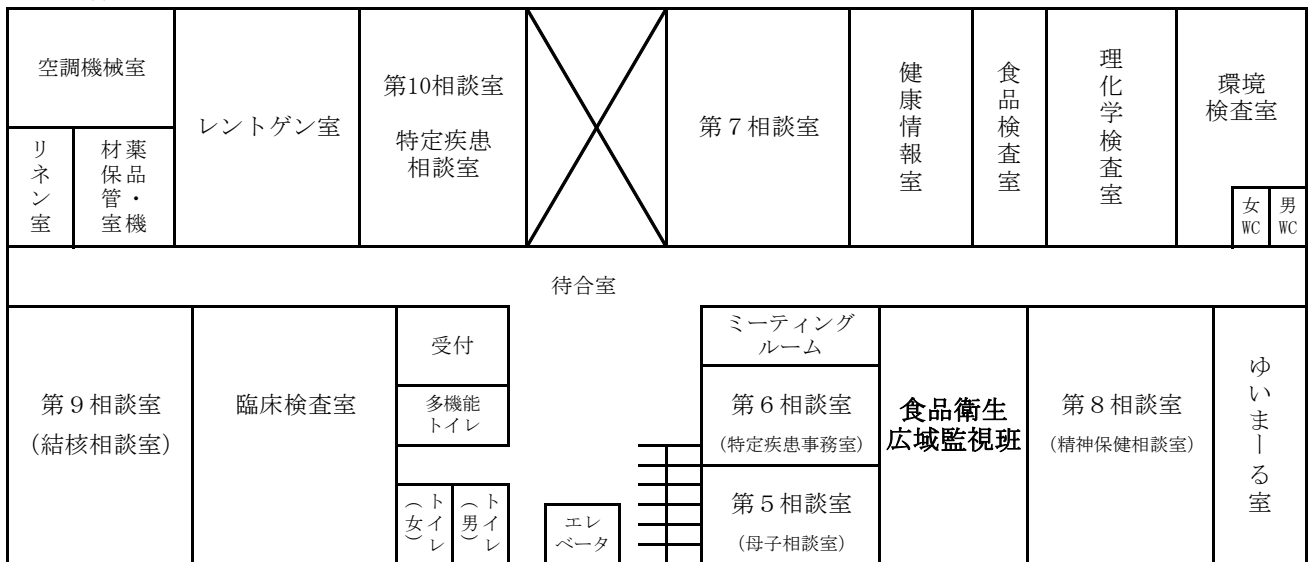 空調機械室
リネン室
薬品・機
材保管室
レントゲン室
第10相談室
特定疾患
相談室
第７相談室
健康情報室
食品検査室
理化学検査室
環境
検査室
女
WC
男
WC
待合室
第９相談室
(結核相談室)
臨床検査室
受付
多機能
トイレ
トイレ
(女)
トイレ
(男)
エレ
ベータ
ミーティング
ルーム
第６相談室
(特定疾患事務室)
第５相談室
(母子相談室)
食品衛生
広域監視班
第８相談室
(精神保健相談室)
ゆいまーる室